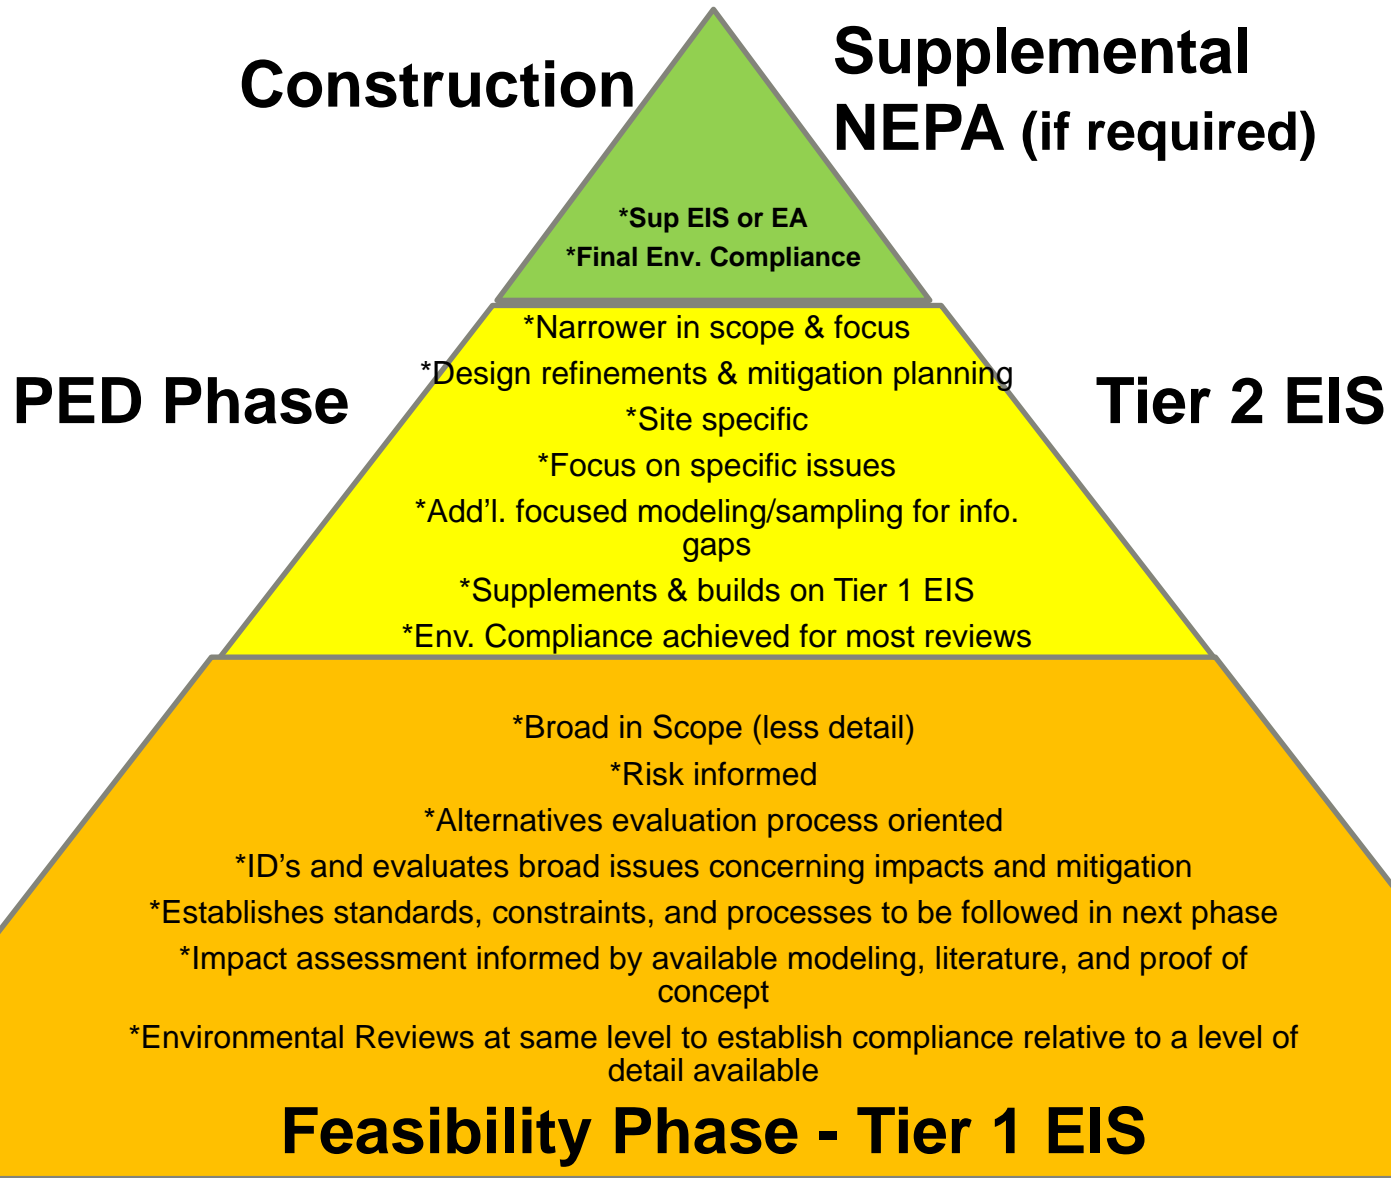 Construction
Supplemental
NEPA (if required)
*Sup EIS or EA
*Final Env. Compliance
PED Phase
Tier 2 EIS
*Narrower in scope & focus
*Design refinements & mitigation planning
*Site specific
*Focus on specific issues
*Add’l. focused modeling/sampling for info.
gaps
*Supplements & builds on Tier 1 EIS
*Env. Compliance achieved for most reviews
*Broad in Scope (less detail)
*Risk informed
*Alternatives evaluation process oriented
*ID’s and evaluates broad issues concerning impacts and mitigation
*Establishes standards, constraints, and processes to be followed in next phase
*Impact assessment informed by available modeling, literature, and proof of
concept
*Environmental Reviews at same level to establish compliance relative to a level of
detail available
Feasibility Phase - Tier 1 EIS